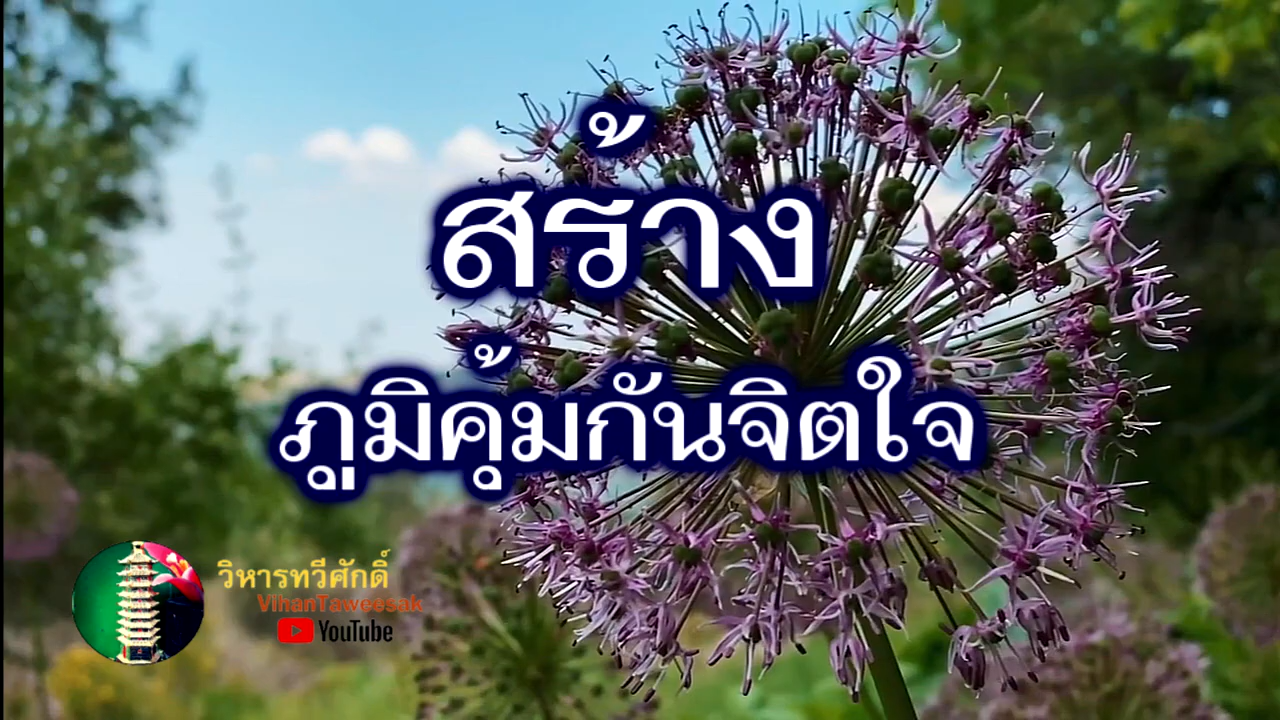 สร้าง
ภูมิคุ้มกันจิตใจ
วิหารทวีศักดิ์
VihanTaweesak
YouTube